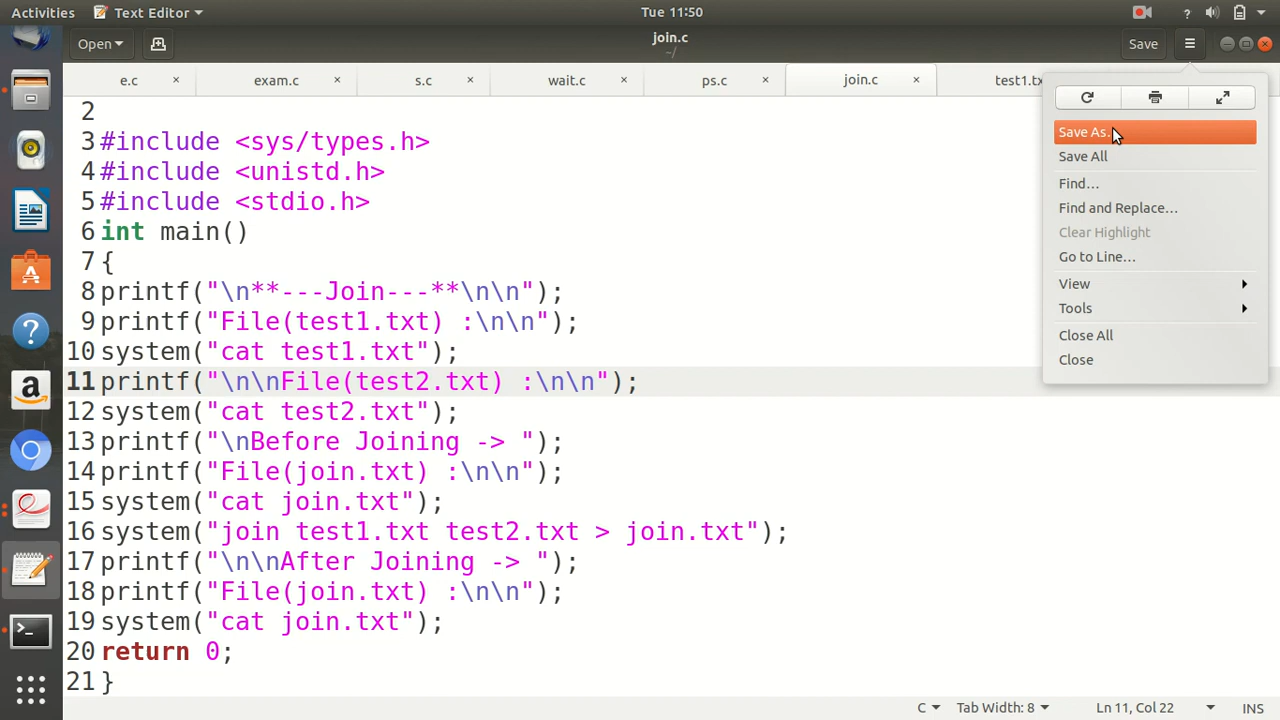 Activities Text Editor Tue 11:50
Open join.c Save
~/
e.c × exam.c × s.c × wait.c × ps.c × join.c ×
Save As…
Save All
Find…
Find and Replace…
Clear Highlight
Go to Line…
View
Tools
Close All
Close
2
3 #include <sys/types.h>
4 #include <unistd.h>
5 #include <stdio.h>
6 int main()
7 {
8 printf("\n**---Join---**\n\n");
9 printf("File(test1.txt) :\n\n");
10 system("cat test1.txt");
11 printf("\n\nFile(test2.txt) :\n\n");
12 system("cat test2.txt");
13 printf("\nBefore Joining -> ");
14 printf("File(join.txt) :\n\n");
15 system("cat join.txt");
16 system("join test1.txt test2.txt > join.txt");
17 printf("\n\nAfter Joining -> ");
18 printf("File(join.txt) :\n\n");
19 system("cat join.txt");
20 return 0;
21 }
C Tab Width: 8 Ln 11, Col 22 INS